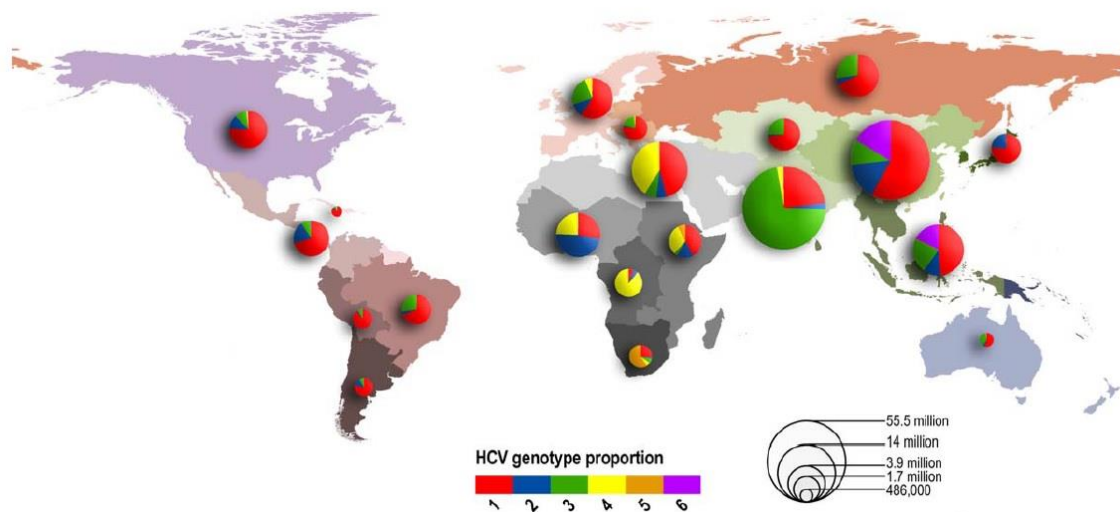 55.5 million
14 million
3.9 million
1.7 million
486,000
HCV genotype proportion
1 2 3 4 5 6